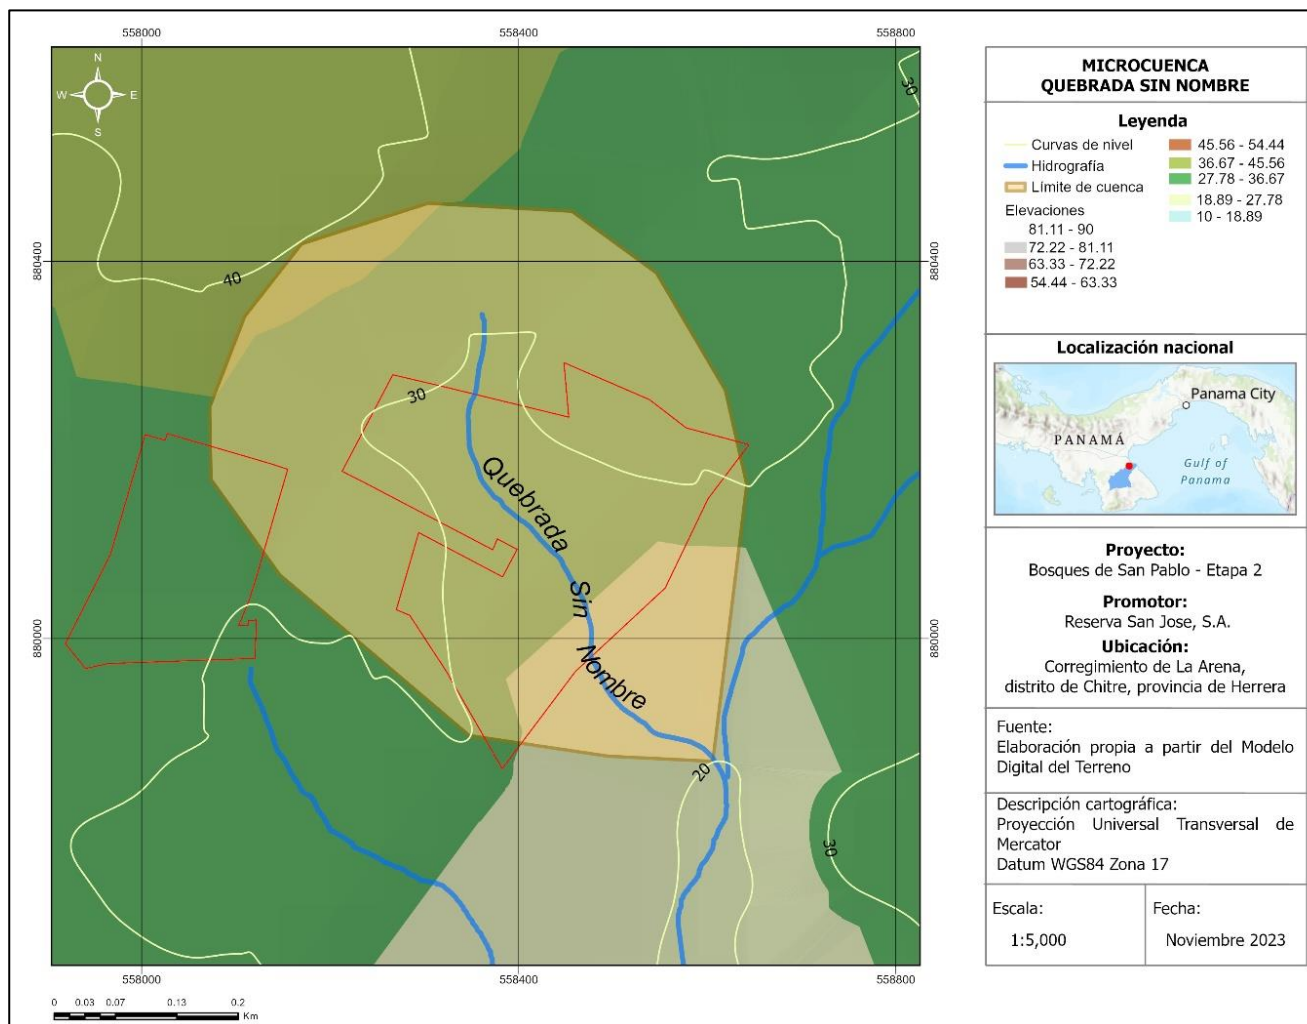 558000
558400
558800
N
W
E
S
880400
880400
880000
880000
40
30
30
30
20
Quebrada
Sin
Nombre
558000
558400
558800
0 0.03 0.07 0.13 0.2
Km
MICROCUENCA
QUEBRADA SIN NOMBRE
Leyenda
Curvas de nivel
Hidrografía
Límite de cuenca
Elevaciones
81.11 - 90
72.22 - 81.11
63.33 - 72.22
54.44 - 63.33
45.56 - 54.44
36.67 - 45.56
27.78 - 36.67
18.89 - 27.78
10 - 18.89
Localización nacional
Panama City
PANAMÁ
Gulf of
Panama
Proyecto:
Bosques de San Pablo - Etapa 2
Promotor:
Reserva San Jose, S.A.
Ubicación:
Corregimiento de La Arena,
distrito de Chitre, provincia de Herrera
Fuente:
Elaboración propia a partir del Modelo
Digital del Terreno
Descripción cartográfica:
Proyección Universal Transversal de
Mercator
Datum WGS84 Zona 17
Escala:
1:5,000
Fecha:
Noviembre 2023